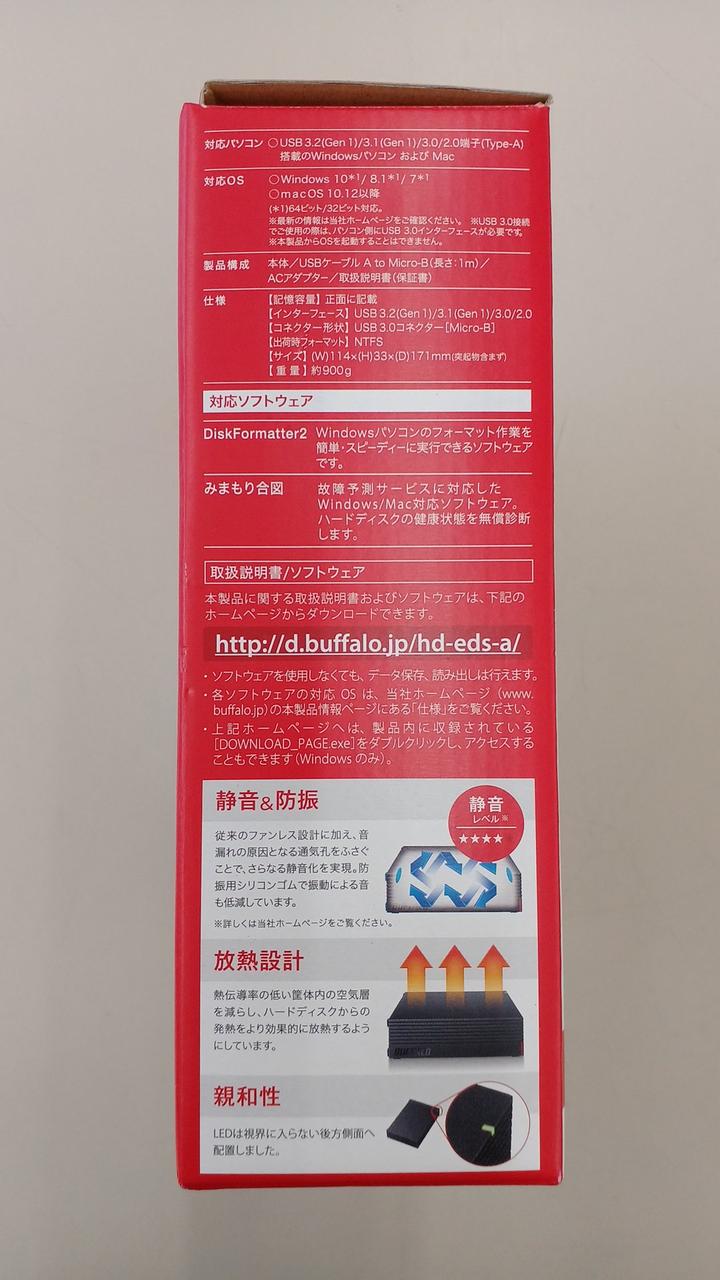 対応パソコン ○USB 3.2(Gen 1)/3.1(Gen 1)/3.0/2.0端子(Type-A)
搭載のWindowsパソコン および Mac
対応OS ○Windows 10*1/ 8.1*1/ 7*1
○macOS 10.12以降
(*1)64ビット/32ビット対応。
※最新の情報は当社ホームページをご確認ください。 ※USB 3.0接続
でご使用の際は、パソコン側にUSB 3.0インターフェースが必要です。
※本製品からOSを起動することはできません。
製品構成 本体／USBケーブル A to Micro-B(長さ:1m)／
ACアダプター／取扱説明書(保証書)
仕様 【記憶容量】正面に記載
【インターフェース】USB 3.2(Gen 1)/3.1(Gen 1)/3.0/2.0
【コネクター形状】USB 3.0コネクター[Micro-B]
【出荷時フォーマット】NTFS
【サイズ】(W)114×(H)33×(D)171mm(突起物含まず)
【重量】約900g
対応ソフトウェア
DiskFormatter2 Windowsパソコンのフォーマット作業を
簡単・スピーディーに実行できるソフトウェア
です。
みまもり合図 故障予測サービスに対応した
Windows/Mac対応ソフトウェア。
ハードディスクの健康状態を無償診断
します。
取扱説明書/ソフトウェア
本製品に関する取扱説明書およびソフトウェアは、下記の
ホームページからダウンロードできます。
http://d.buffalo.jp/hd-eds-a/
・ソフトウェアを使用しなくても、データ保存、読み出しは行えます。
・各ソフトウェアの対応 OS は、当社ホームページ (www.
buffalo.jp)の本製品情報ページにある「仕様」をご覧ください。
・上記ホームページへは、製品内に収録されている
[DOWNLOAD_PAGE.exe]をダブルクリックし、アクセスする
こともできます(Windows のみ)。
静音&防振
静音
レベル※
★★★★
従来のファンレス設計に加え、音
漏れの原因となる通気孔をふさぐ
ことで、さらなる静音化を実現。防
振用シリコンゴムで振動による音
も低減しています。
※詳しくは当社ホームページをご覧ください。
放熱設計
熱伝導率の低い筐体内の空気層
を減らし、ハードディスクからの
発熱をより効果的に放熱するよう
にしています。
BUFFALO
親和性
LEDは視界に入らない後方側面へ
配置しました。